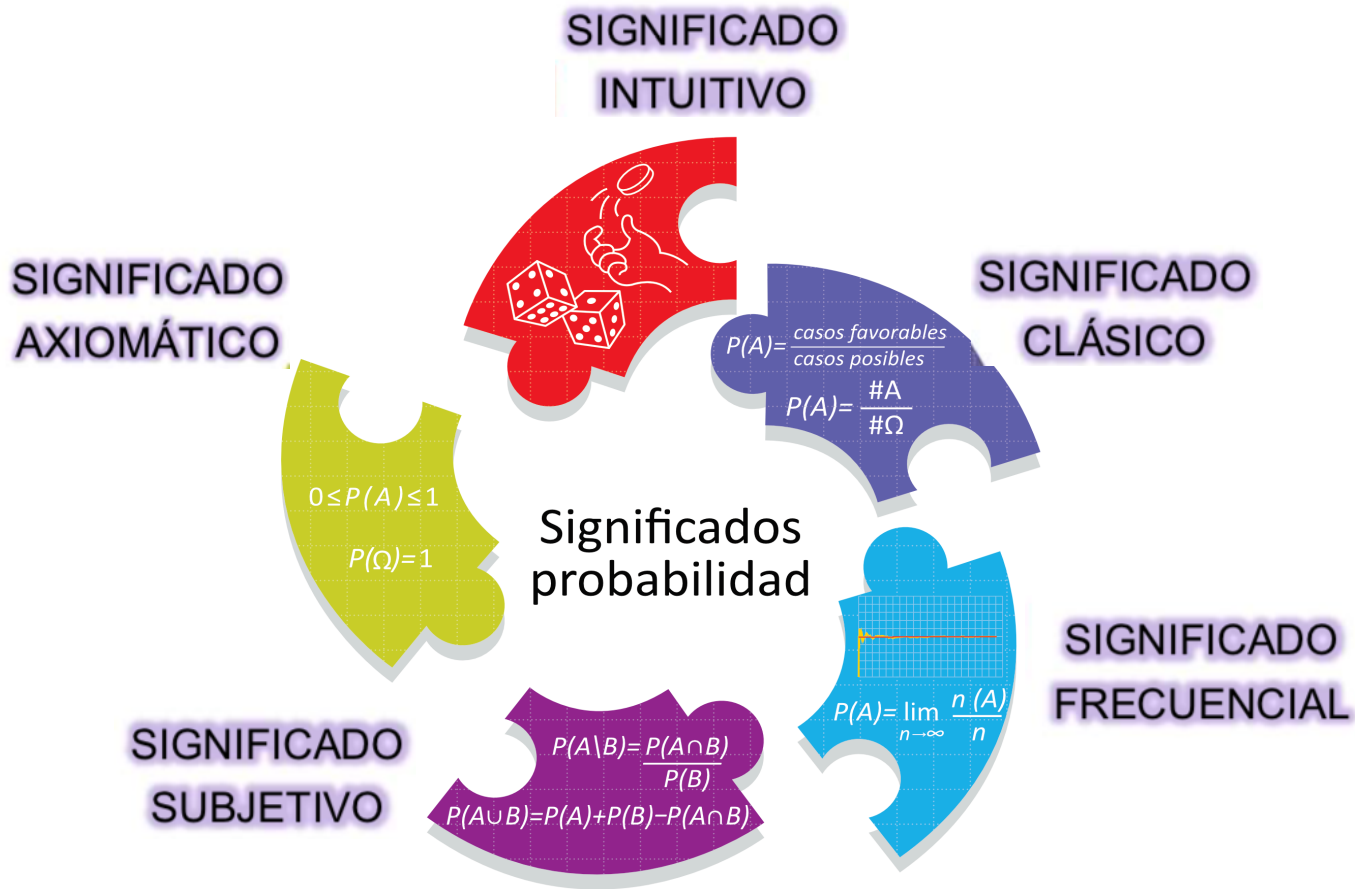 SIGNIFICADO
INTUITIVO
SIGNIFICADO
CLÁSICO
P(A)=casos favorables
casos posibles
P(A)= #A
#Ω
SIGNIFICADO
FRECUENCIAL
P(A)= lim n (A)
n→∞ n
SIGNIFICADO
SUBJETIVO
P(A\B)=P(A∩B)
P(B)
P(A∪B)=P(A)+P(B)−P(A∩B)
SIGNIFICADO
AXIOMÁTICO
0≤P(A)≤1
P(Ω)=1
Significados
probabilidad